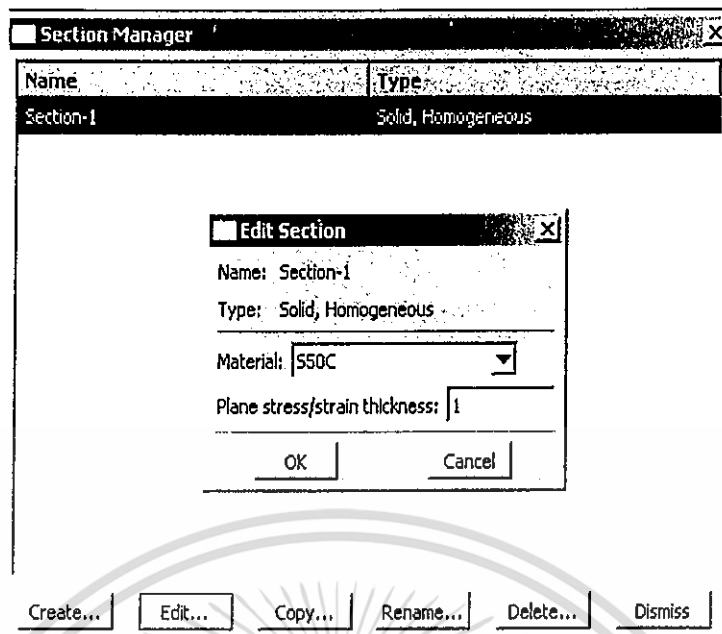 Section Manager
Name Type
Section-1 Solid, Homogeneous
Edit Section
Name: Section-1
Type: Solid, Homogeneous
Material: S50C
Plane stress/strain thickness: 1
OK Cancel
Create... Edit... Copy... Rename... Delete... Dismiss